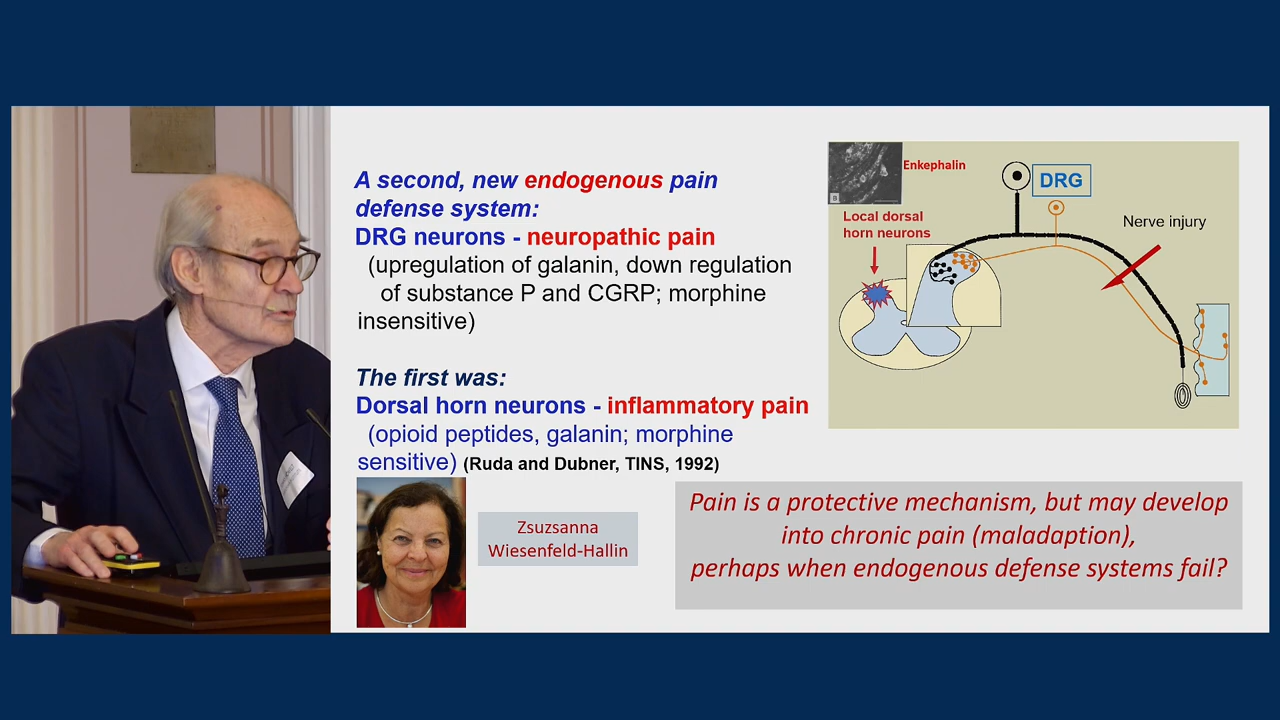 A second, new endogenous pain
defense system:
DRG neurons - neuropathic pain
(upregulation of galanin, down regulation
of substance P and CGRP; morphine
insensitive)
The first was:
Dorsal horn neurons - inflammatory pain
(opioid peptides, galanin; morphine
sensitive) (Ruda and Dubner, TINS, 1992)
Zsuzsanna
Wiesenfeld-Hallin
Enkephalin
DRG
Local dorsal
horn neurons
Nerve injury
B
Pain is a protective mechanism, but may develop
into chronic pain (maladaption),
perhaps when endogenous defense systems fail?